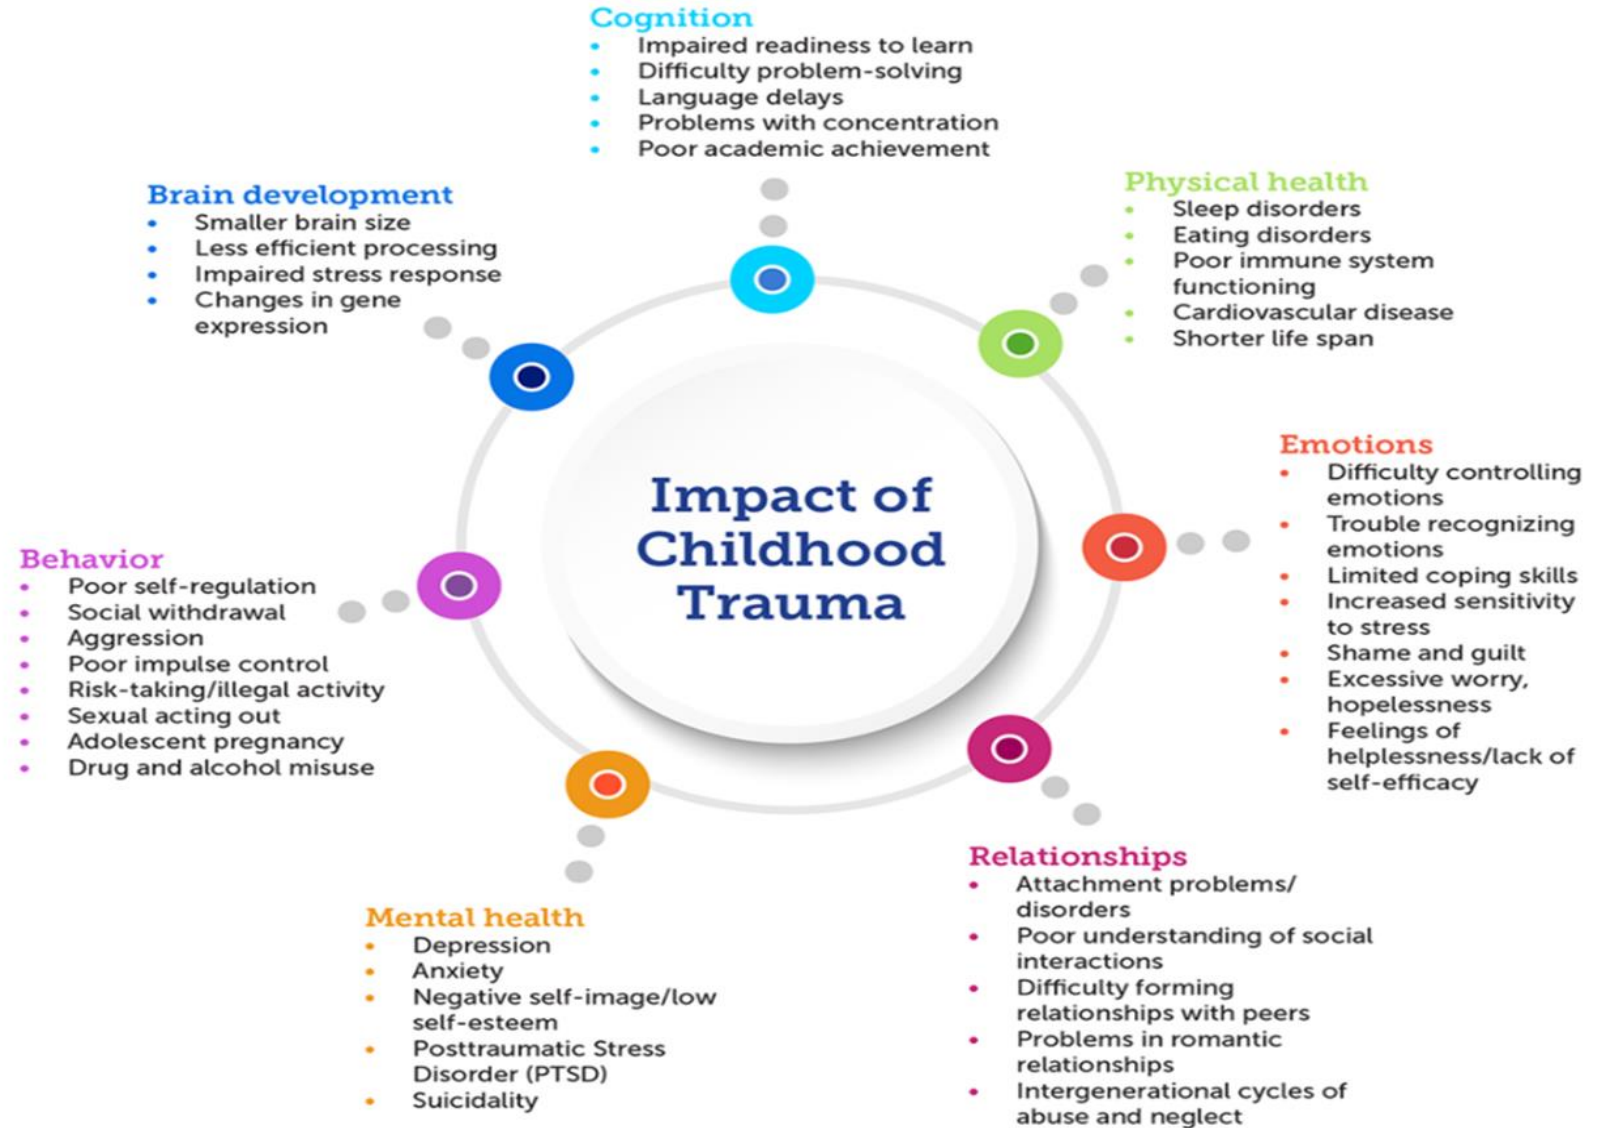 Cognition
• Impaired readiness to learn
• Difficulty problem-solving
• Language delays
• Problems with concentration
• Poor academic achievement
Physical health
• Sleep disorders
• Eating disorders
• Poor immune system
functioning
• Cardiovascular disease
• Shorter life span
Emotions
• Difficulty controlling
emotions
• Trouble recognizing
emotions
• Limited coping skills
• Increased sensitivity
to stress
• Shame and guilt
• Excessive worry,
hopelessness
• Feelings of
helplessness/lack of
self-efficacy
Relationships
• Attachment problems/
disorders
• Poor understanding of social
interactions
• Difficulty forming
relationships with peers
• Problems in romantic
relationships
• Intergenerational cycles of
abuse and neglect
Mental health
• Depression
• Anxiety
• Negative self-image/low
self-esteem
• Posttraumatic Stress
Disorder (PTSD)
• Suicidality
Behavior
• Poor self-regulation
• Social withdrawal
• Aggression
• Poor impulse control
• Risk-taking/illegal activity
• Sexual acting out
• Adolescent pregnancy
• Drug and alcohol misuse
Brain development
• Smaller brain size
• Less efficient processing
• Impaired stress response
• Changes in gene
expression
Impact of
Childhood
Trauma